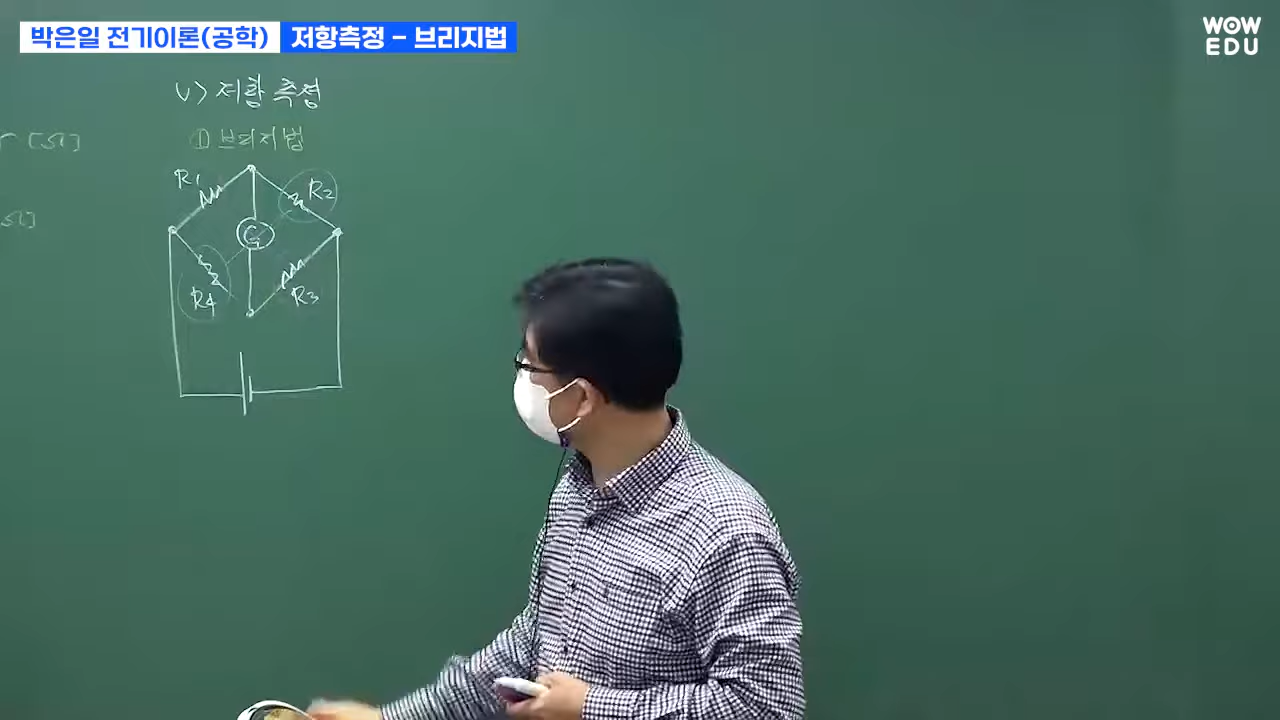 박은일 전기이론(공학) 저항측정 - 브리지법
WOW
EDU
V> 저항 측정
① 브리지법
r [Ω]
[Ω]
R1
R2
G
R4
R3